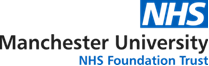 NHS
Manchester University
NHS Foundation Trust